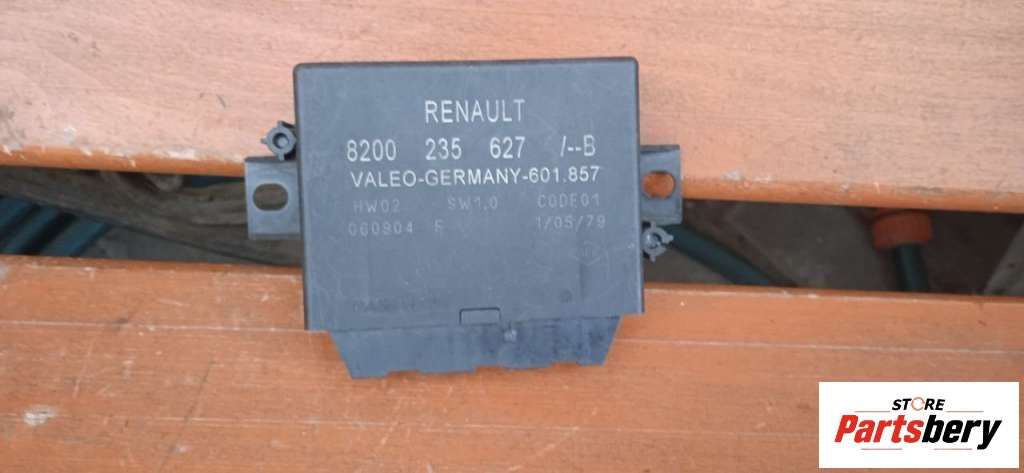 RENAULT
8200 235 627 /--B
VALEO-GERMANY-601.857
HW02 SW1.0 CODE01
060904 F 1/05/79
STORE
Partsbery